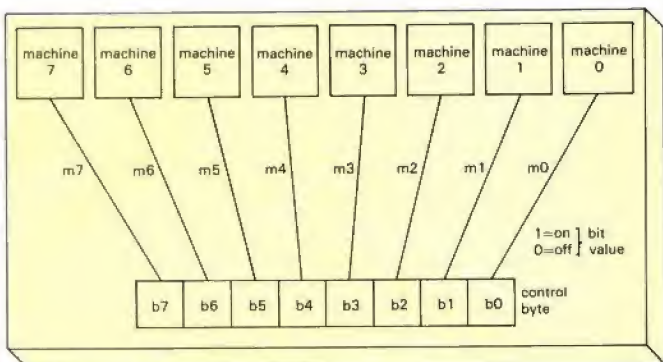 machine 7
machine 6
machine 5
machine 4
machine 3
machine 2
machine 1
machine 0
m7 m6 m5 m4 m3 m2 m1 m0
1=on
0=off
bit
value
b7 b6 b5 b4 b3 b2 b1 b0
control
byte